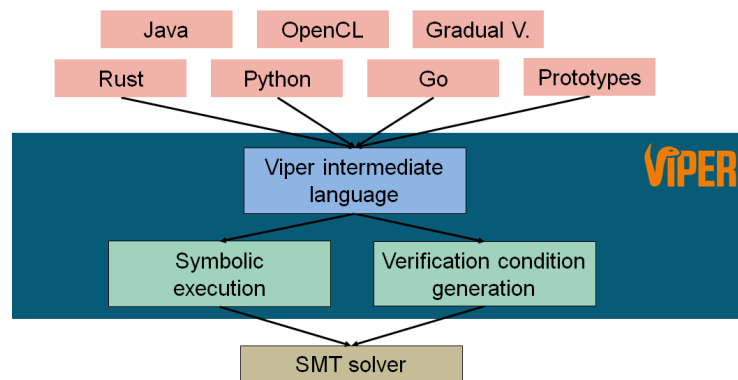 Java
OpenCL
Gradual V.
Rust
Python
Go
Prototypes
Viper intermediate
language
VIPER
Symbolic
execution
Verification condition
generation
SMT solver